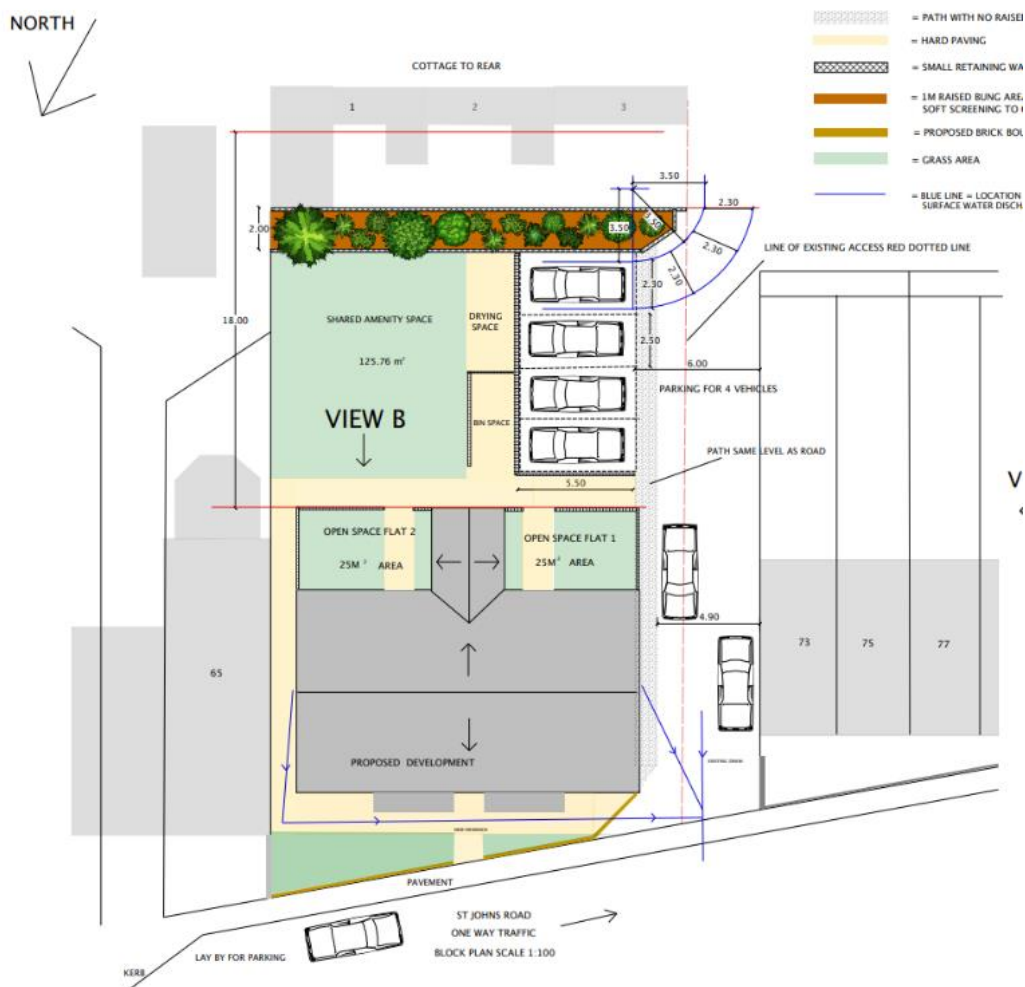 NORTH
= PATH WITH NO RAISE
= HARD PAVING
COTTAGE TO REAR
= SMALL RETAINING WA
= 1M RAISED BUNG AREA
SOFT SCREENING TO
= PROPOSED BRICK BOU
= GRASS AREA
= BLUE LINE = LOCATION
SURFACE WATER DISCH
1
2
3
3.50
2.30
3.50
3.50
2.00
2.30
2.30
2.30
LINE OF EXISTING ACCESS RED DOTTED LINE
18.00
SHARED AMENITY SPACE
125.76 m²
DRYING
SPACE
2.50
6.00
PARKING FOR 4 VEHICLES
VIEW B
BIN SPACE
PATH SAME LEVEL AS ROAD
5.50
V
OPEN SPACE FLAT 2
25M² AREA
OPEN SPACE FLAT 1
25M² AREA
4.90
65
73
75
77
PROPOSED DEVELOPMENT
EXISTING DRAIN
PAVEMENT
ST JOHNS ROAD
ONE WAY TRAFFIC
BLOCK PLAN SCALE 1:100
LAY BY FOR PARKING
KERB